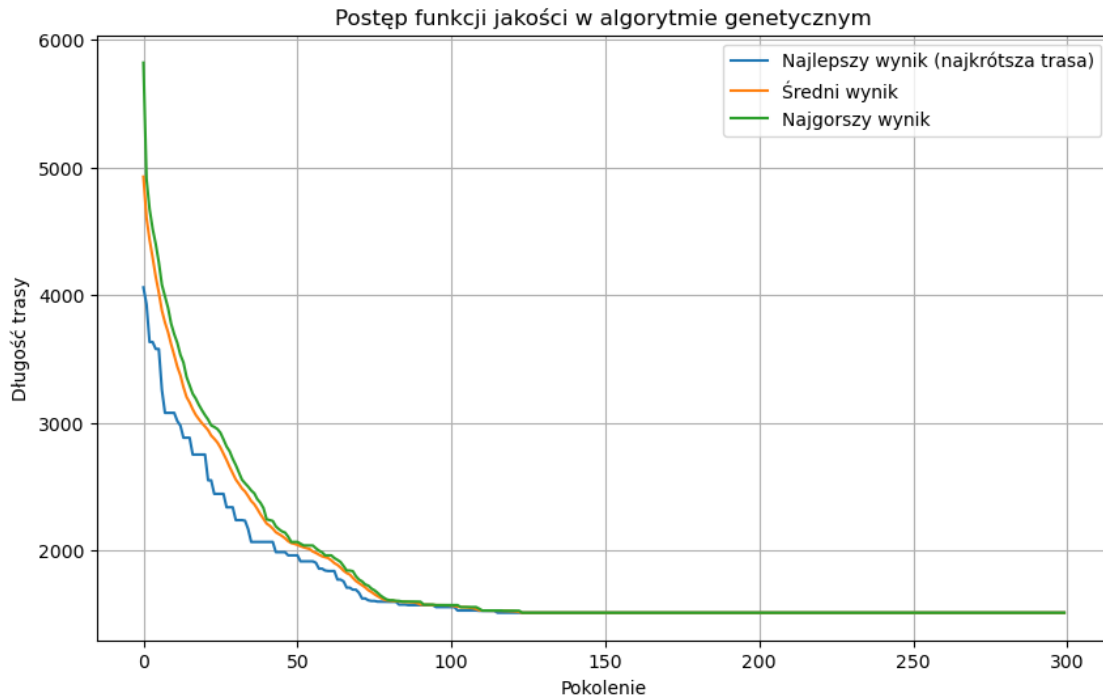 Postęp funkcji jakości w algorytmie genetycznym
6000
5000
4000
3000
2000
Długość trasy
Najlepszy wynik (najkrótsza trasa)
Średni wynik
Najgorszy wynik
0
50
100
150
200
250
300
Pokolenie